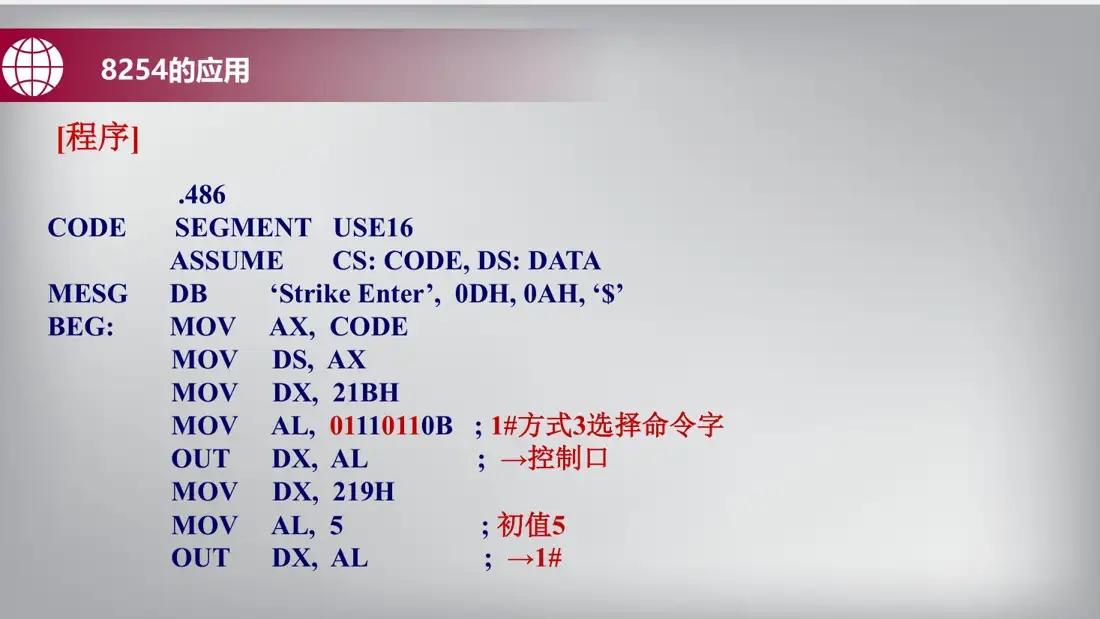 8254的应用
[程序]
.486
CODE SEGMENT USE16
ASSUME CS: CODE, DS: DATA
MESG DB ‘Strike Enter’, 0DH, 0AH, ‘$’
BEG: MOV AX, CODE
MOV DS, AX
MOV DX, 21BH
MOV AL, 01110110B ; 1#方式3选择命令字
OUT DX, AL ; →控制口
MOV DX, 219H
MOV AL, 5 ; 初值5
OUT DX, AL ; →1#